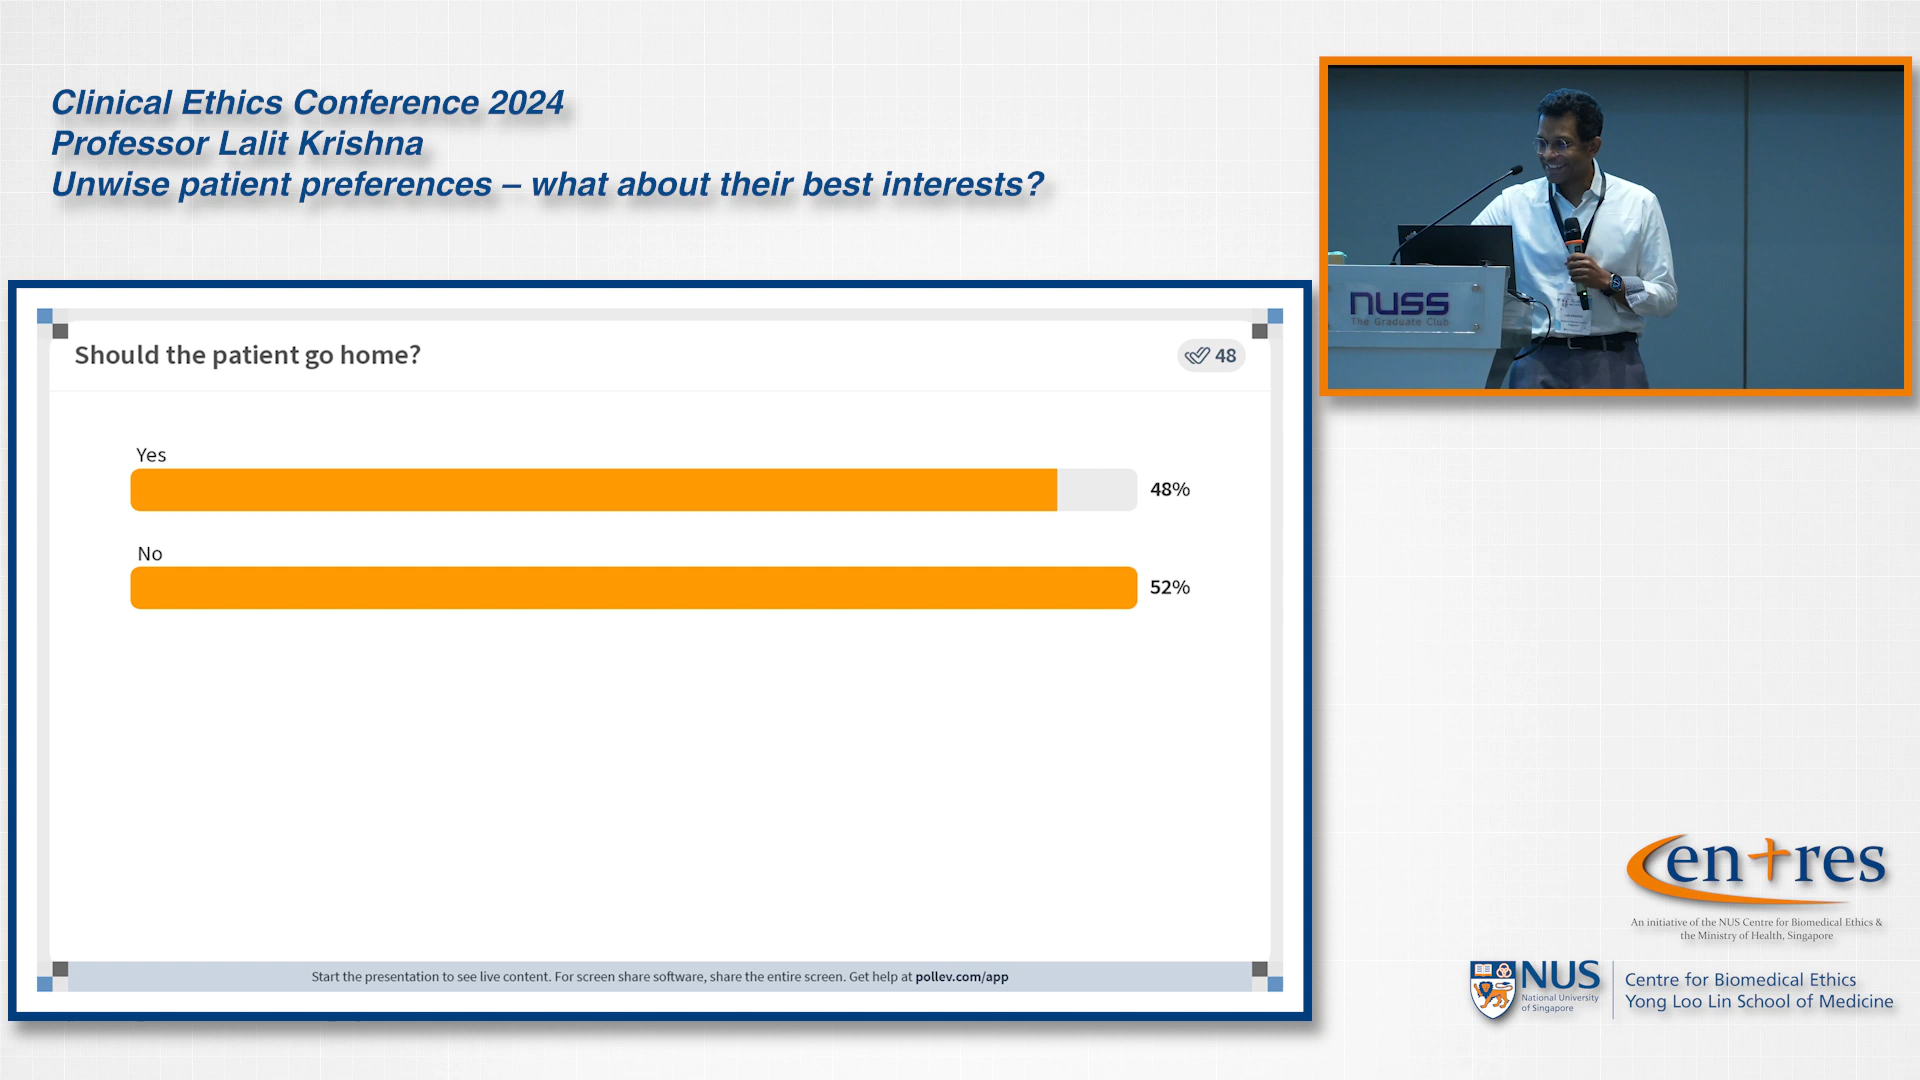 Clinical Ethics Conference 2024
Professor Lalit Krishna
Unwise patient preferences – what about their best interests?
nuss
The Graduate Club
Should the patient go home?
48
Yes
48%
No
52%
Start the presentation to see live content. For screen share software, share the entire screen. Get help at pollev.com/app
Centres
An initiative of the NUS Centre for Biomedical Ethics &
the Ministry of Health, Singapore
NUS
National University
of Singapore
Centre for Biomedical Ethics
Yong Loo Lin School of Medicine